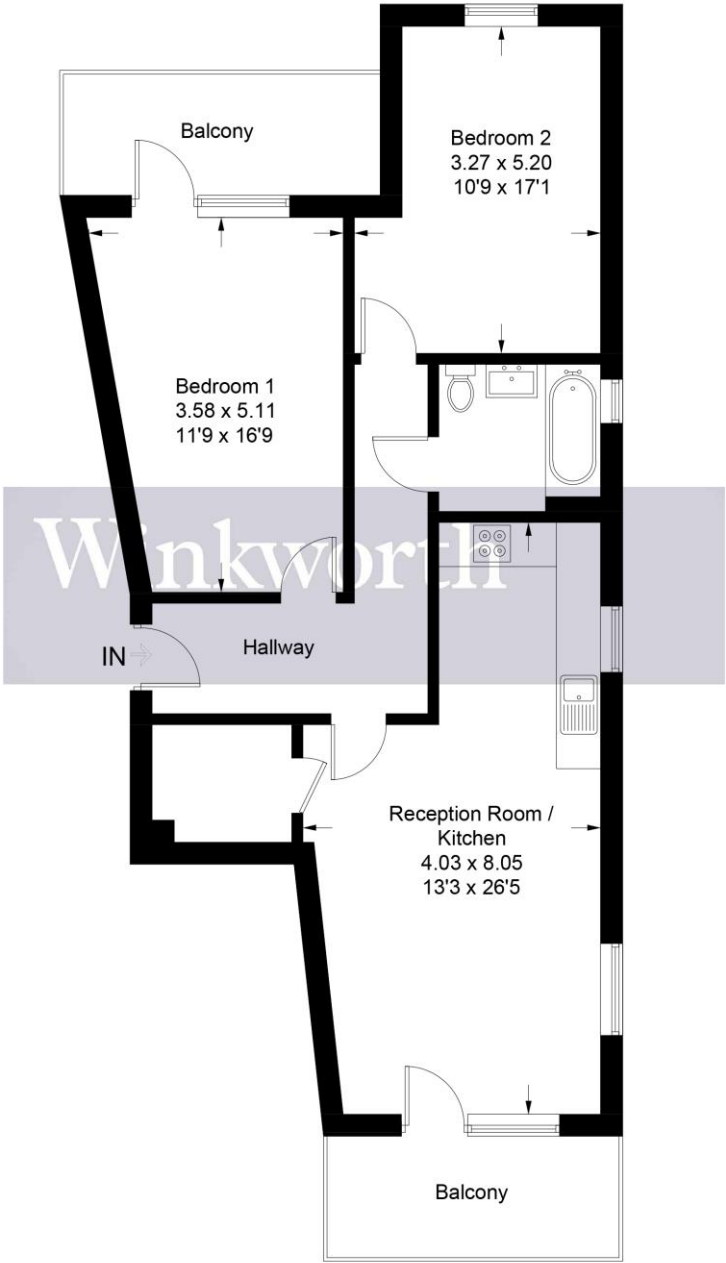 Balcony
Bedroom 2
3.27 x 5.20
10'9 x 17'1
Bedroom 1
3.58 x 5.11
11'9 x 16'9
Winkworth
IN
Hallway
Reception Room /
Kitchen
4.03 x 8.05
13'3 x 26'5
Balcony